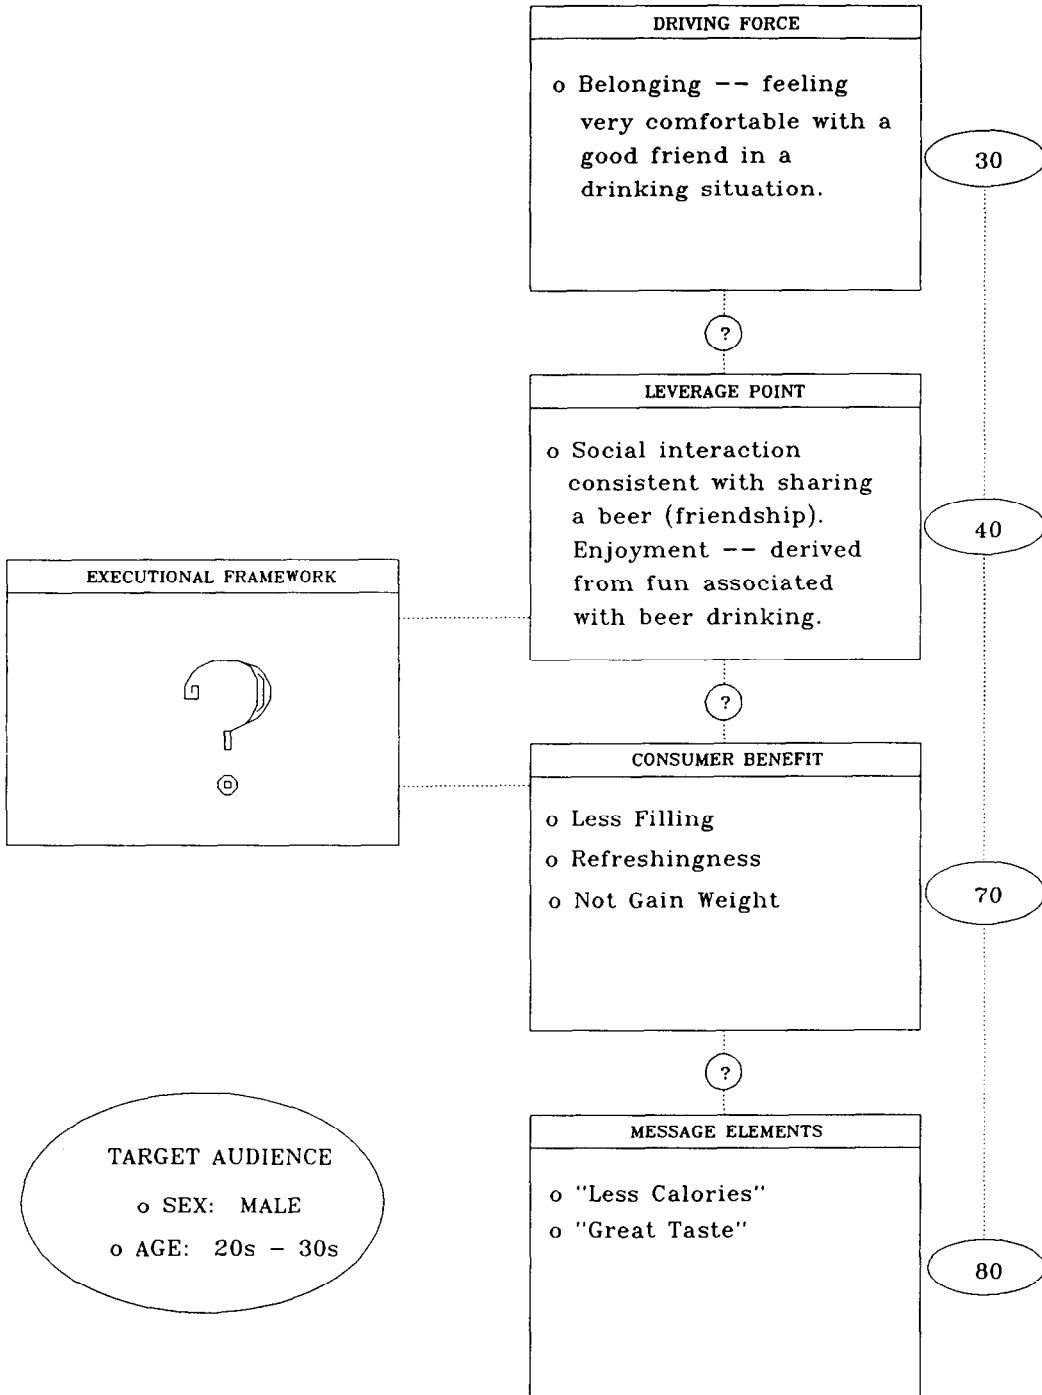 DRIVING FORCE
o Belonging -- feeling
very comfortable with a
good friend in a
drinking situation.
30
?
LEVERAGE POINT
o Social interaction
consistent with sharing
a beer (friendship).
Enjoyment -- derived
from fun associated
with beer drinking.
40
EXECUTIONAL FRAMEWORK
?
?
CONSUMER BENEFIT
o Less Filling
o Refreshingness
o Not Gain Weight
70
?
MESSAGE ELEMENTS
o "Less Calories"
o "Great Taste"
80
TARGET AUDIENCE
o SEX: MALE
o AGE: 20s - 30s